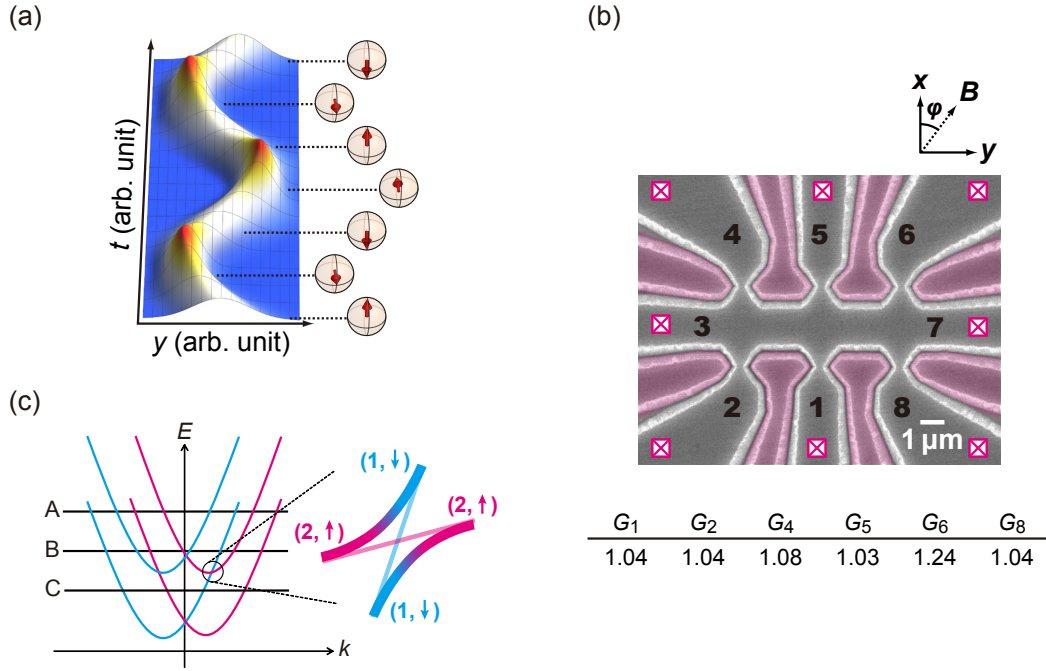 (a)
t (arb. unit)
y (arb. unit)
(b)
x
φ
B
y
4
5
6
3
7
2
1
8
1 μm
G1 G2 G4 G5 G6 G8
1.04 1.04 1.08 1.03 1.24 1.04
(c)
E
A
B
C
k
(1, ↓)
(2, ↑)
(2, ↑)
(1, ↓)